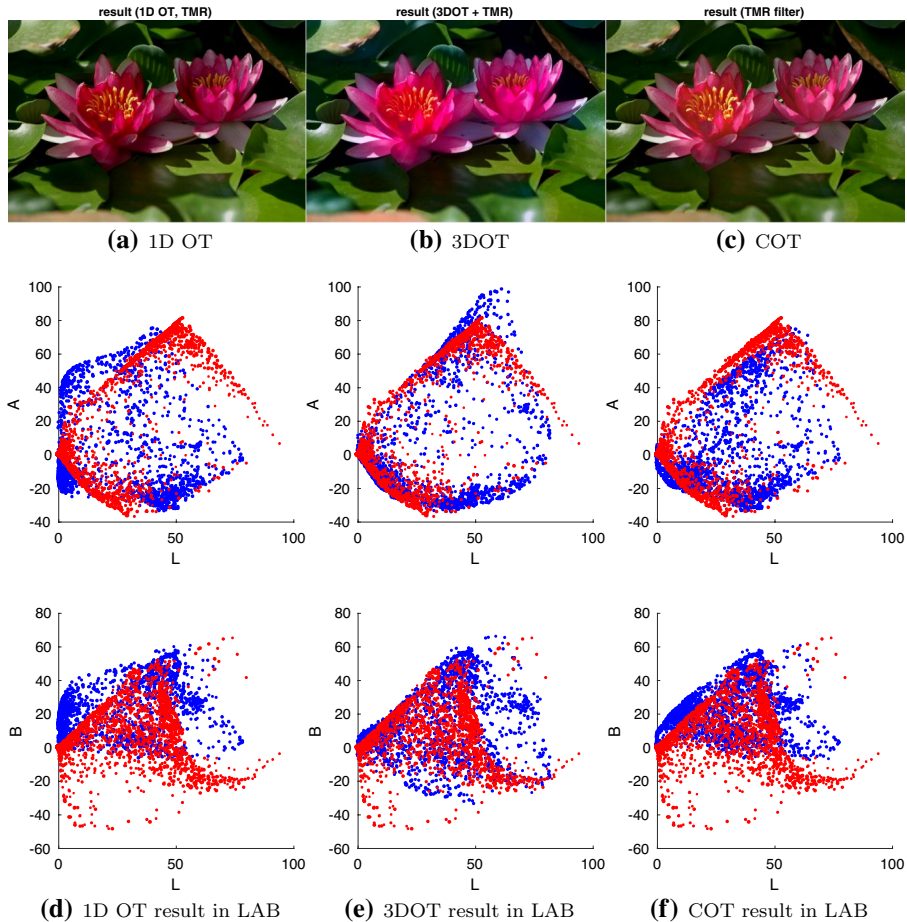 result (1D OT, TMR) result (3DOT + TMR) result (TMR filter)
(a) 1D OT (b) 3DOT (c) COT
100 100 100
80 80 80
60 60 60
40 40 40
20 20 20
0 0 0
-20 -20 -20
-40 -40 -40
A A A
0 50 100 0 50 100 0 50 100
L L L
80 80 80
60 60 60
40 40 40
20 20 20
0 0 0
-20 -20 -20
-40 -40 -40
-60 -60 -60
B B B
0 50 100 0 50 100 0 50 100
L L L
(d) 1D OT result in LAB (e) 3DOT result in LAB (f) COT result in LAB